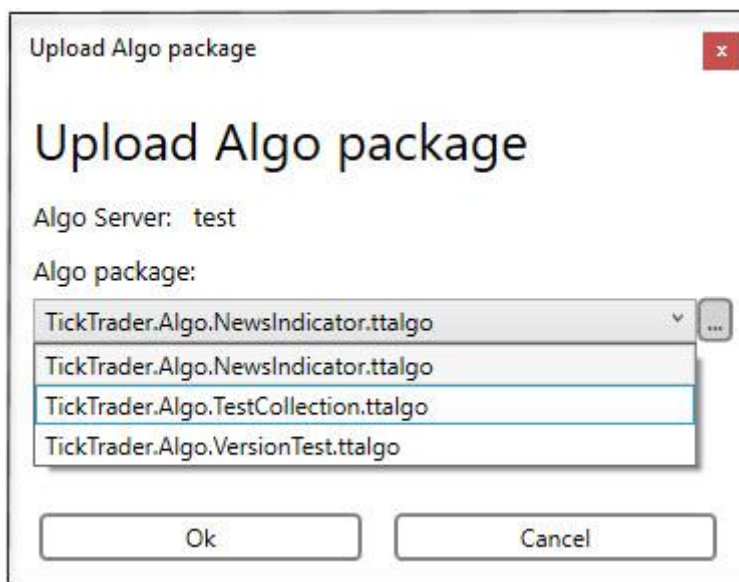 Upload Algo package
x
Upload Algo package
Algo Server: test
Algo package:
TickTrader.Algo.NewsIndicator.ttalgo
...
TickTrader.Algo.NewsIndicator.ttalgo
TickTrader.Algo.TestCollection.ttalgo
TickTrader.Algo.VersionTest.ttalgo
Ok
Cancel